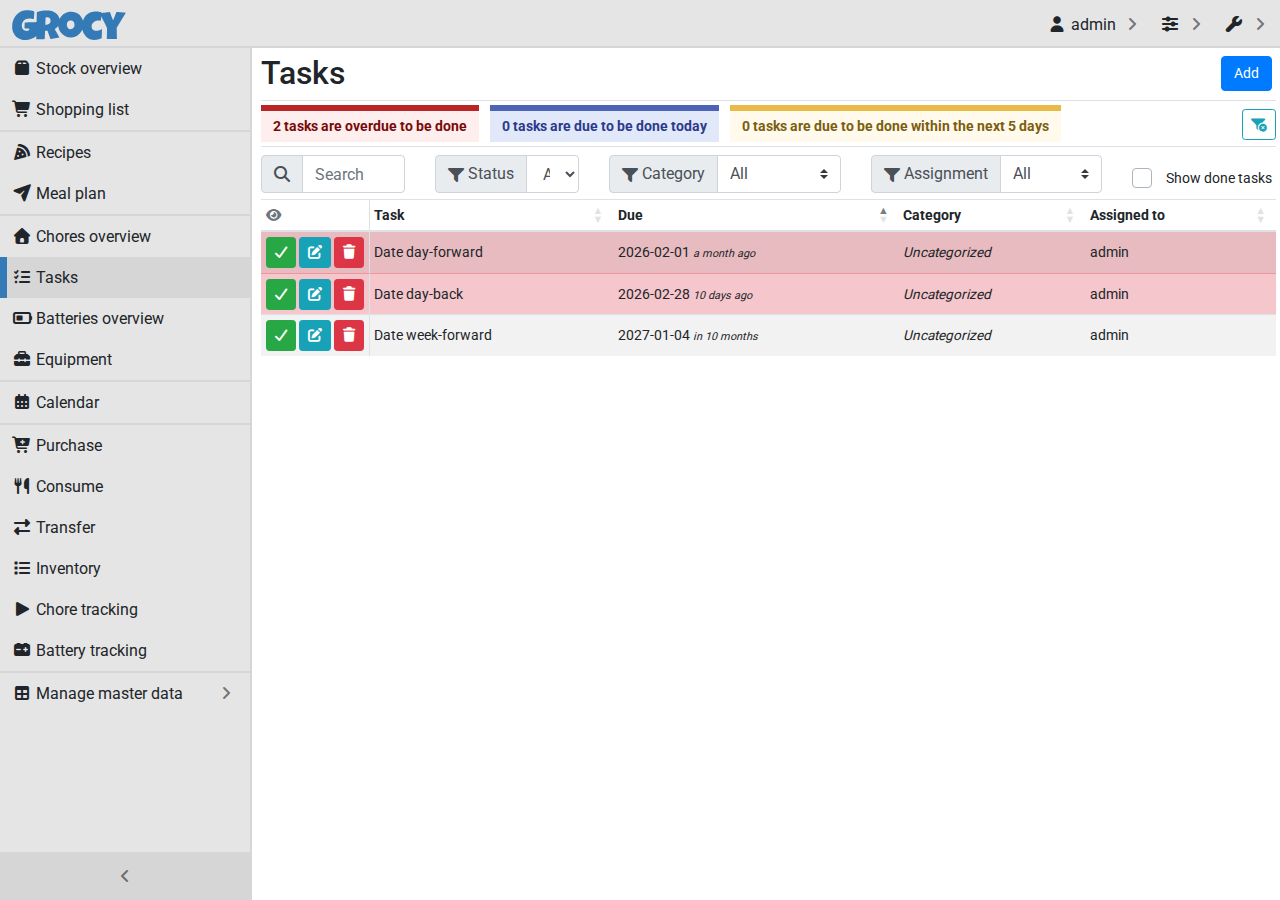 GROCY
admin
Stock overview
Shopping list
Recipes
Meal plan
Chores overview
Tasks
Batteries overview
Equipment
Calendar
Purchase
Consume
Transfer
Inventory
Chore tracking
Battery tracking
Manage master data
Tasks
Add
2 tasks are overdue to be done
0 tasks are due to be done today
0 tasks are due to be done within the next 5 days
Search
Status
Category All
Assignment All
Show done tasks
Task Due Category Assigned to
Date day-forward 2026-02-01 a month ago Uncategorized admin
Date day-back 2026-02-28 10 days ago Uncategorized admin
Date week-forward 2027-01-04 in 10 months Uncategorized admin